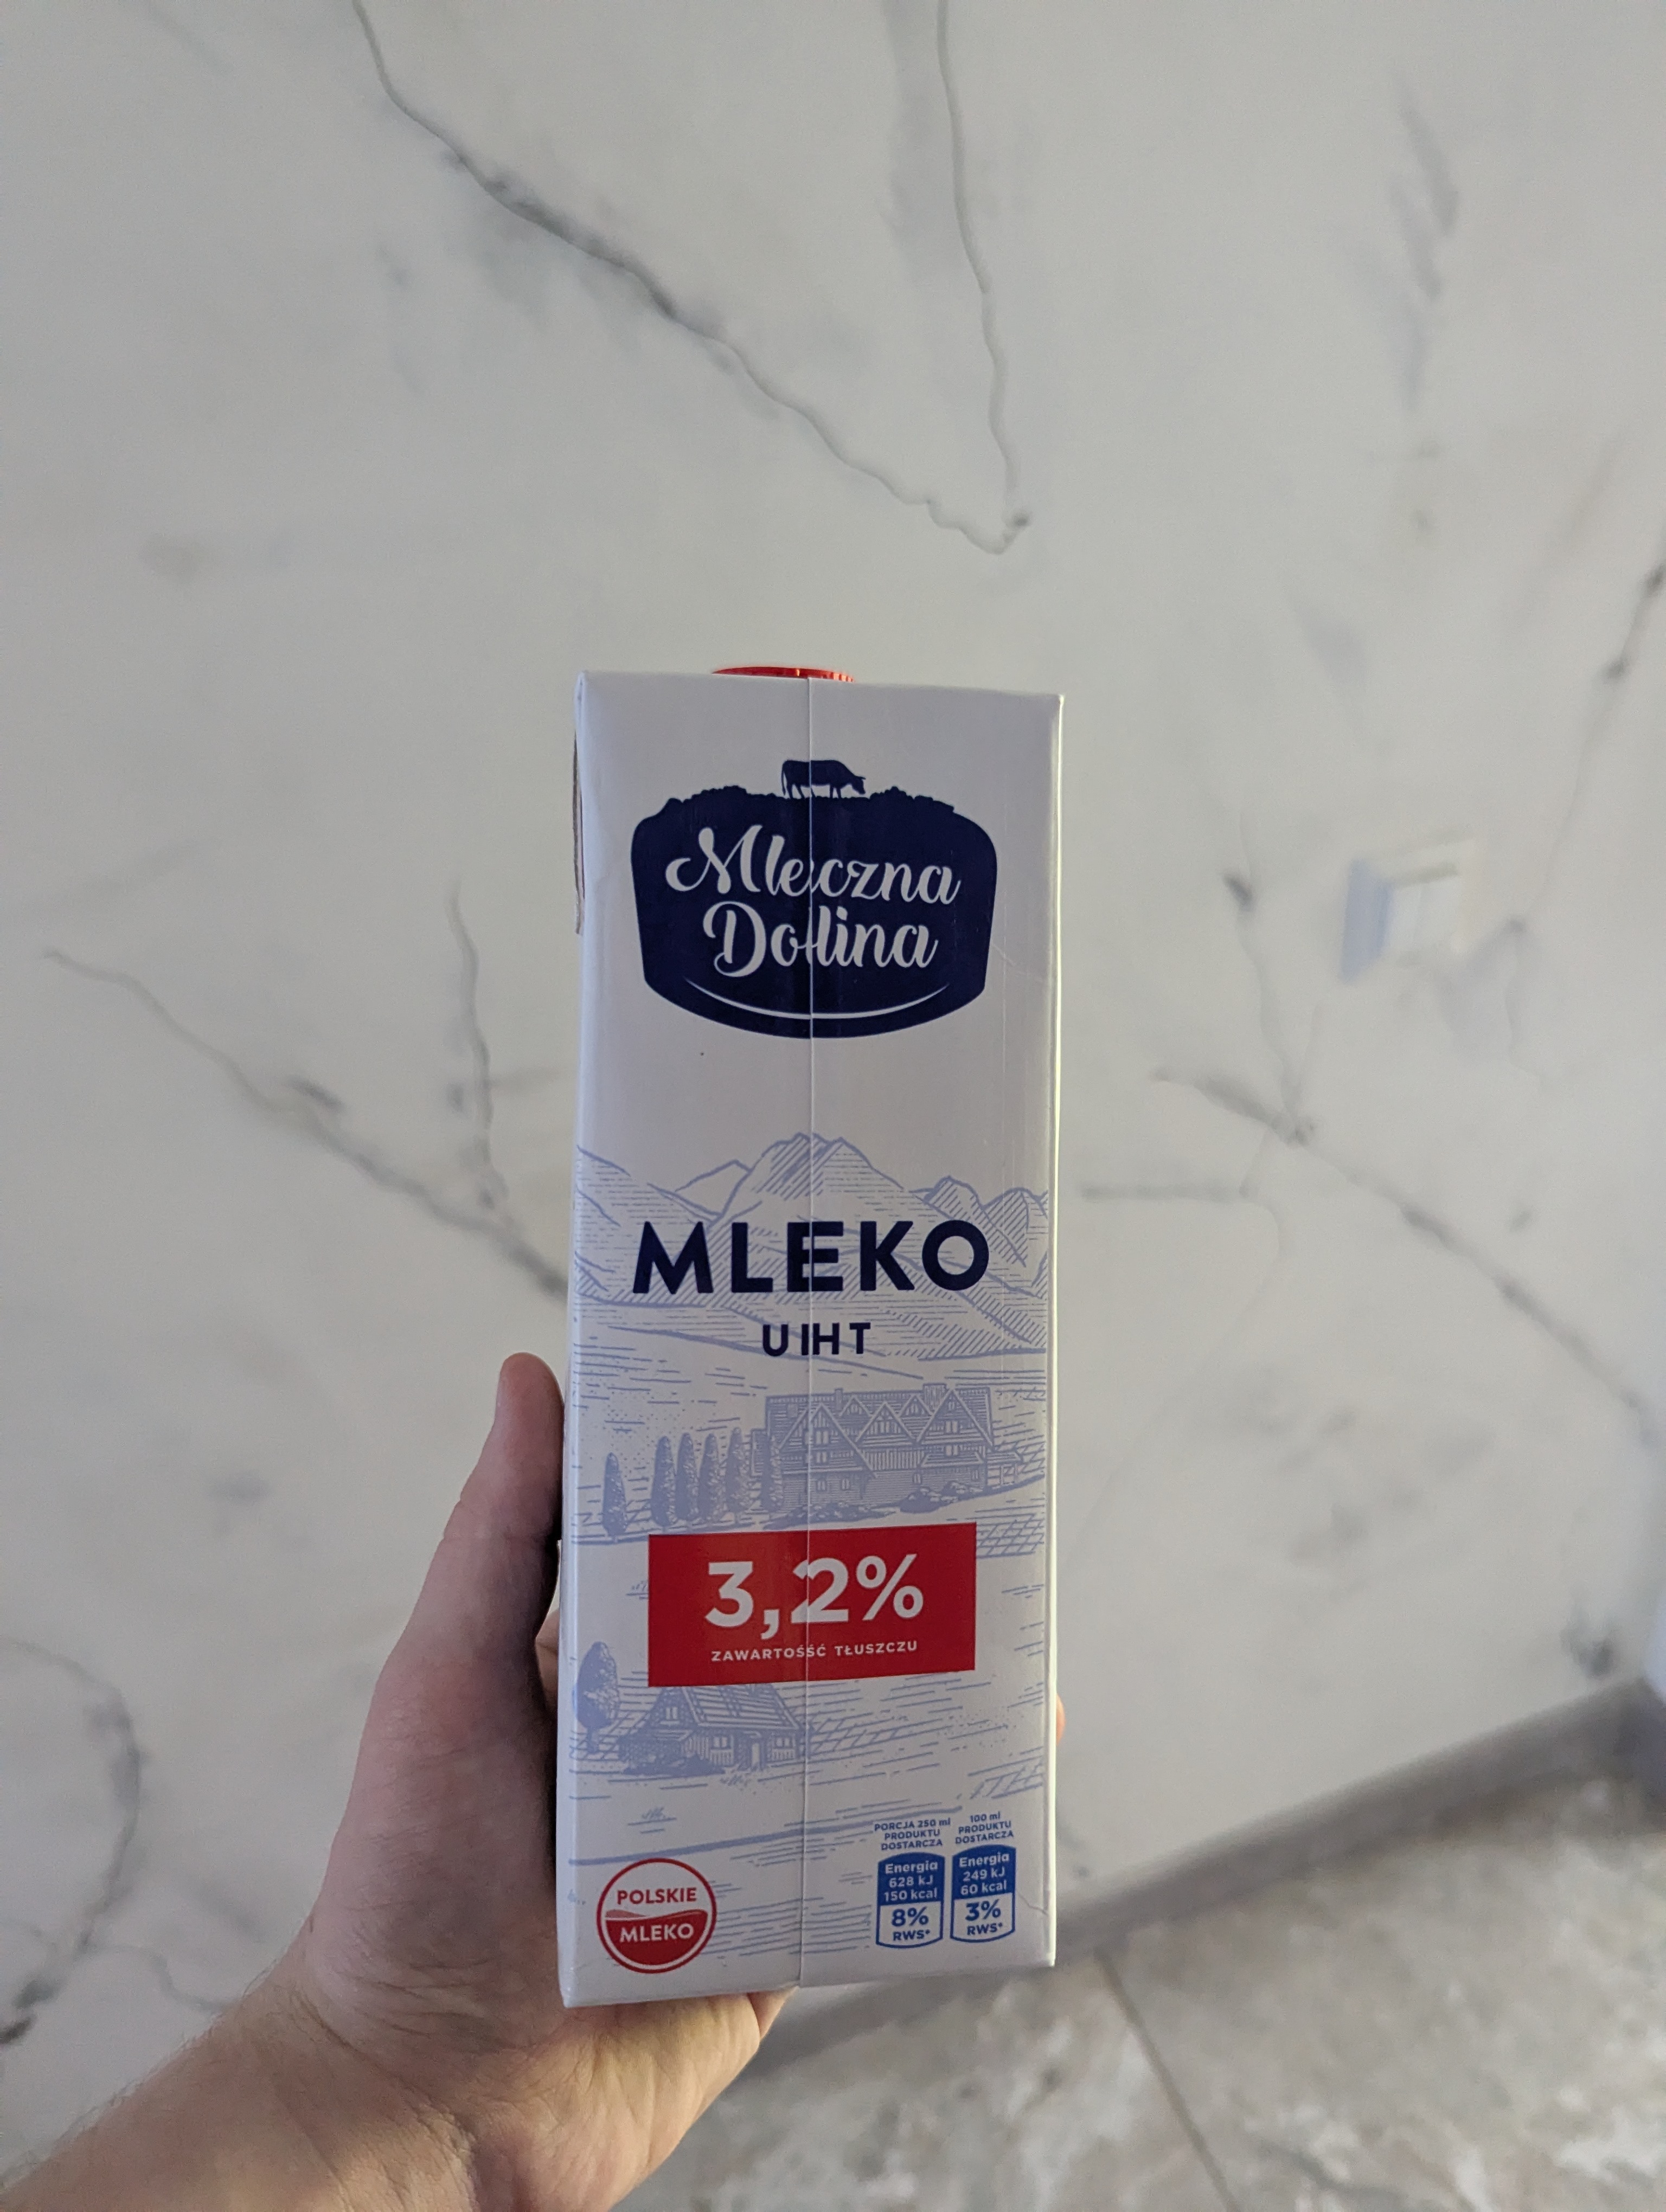 Mleczna
Dolina
MLEKO
UHT
3,2%
ZAWARTOŚĆ TŁUSZCZU
PORCJA 250 ml
PRODUKTU
DOSTARCZA
Energia
628 kJ
150 kcal
8%
RWS*
100 ml
PRODUKTU
DOSTARCZA
Energia
249 kJ
60 kcal
3%
RWS*
POLSKIE
MLEKO